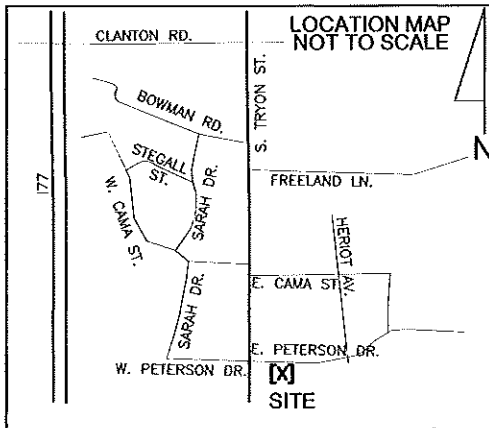 LOCATION MAP
NOT TO SCALE
CLANTON RD.
S. TRYON ST.
BOWMAN RD.
N
STEGALL
ST.
I77
FREELAND LN.
W. CAMA ST.
SARAH DR.
HERIOT AV.
E. CAMA ST.
SARAH DR.
E. PETERSON DR.
W. PETERSON DR.
[X]
SITE